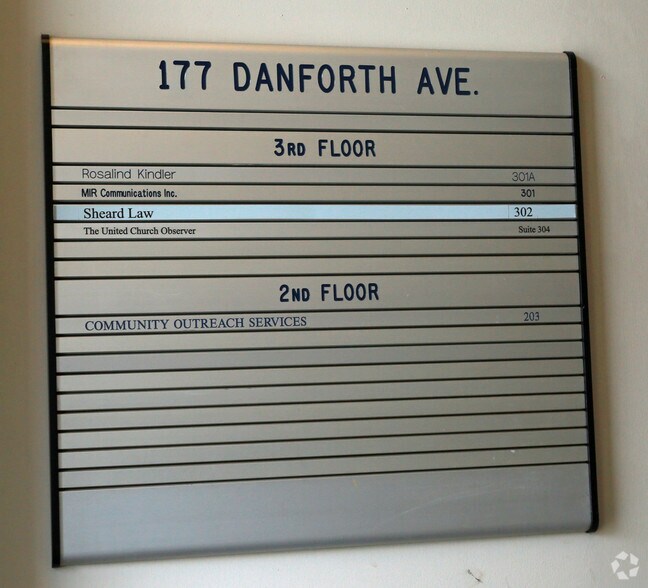 177 DANFORTH AVE.
3RD FLOOR
Rosalind Kindler 301A
MIR Communications Inc. 301
Sheard Law 302
The United Church Observer Suite 304
2ND FLOOR
COMMUNITY OUTREACH SERVICES 203